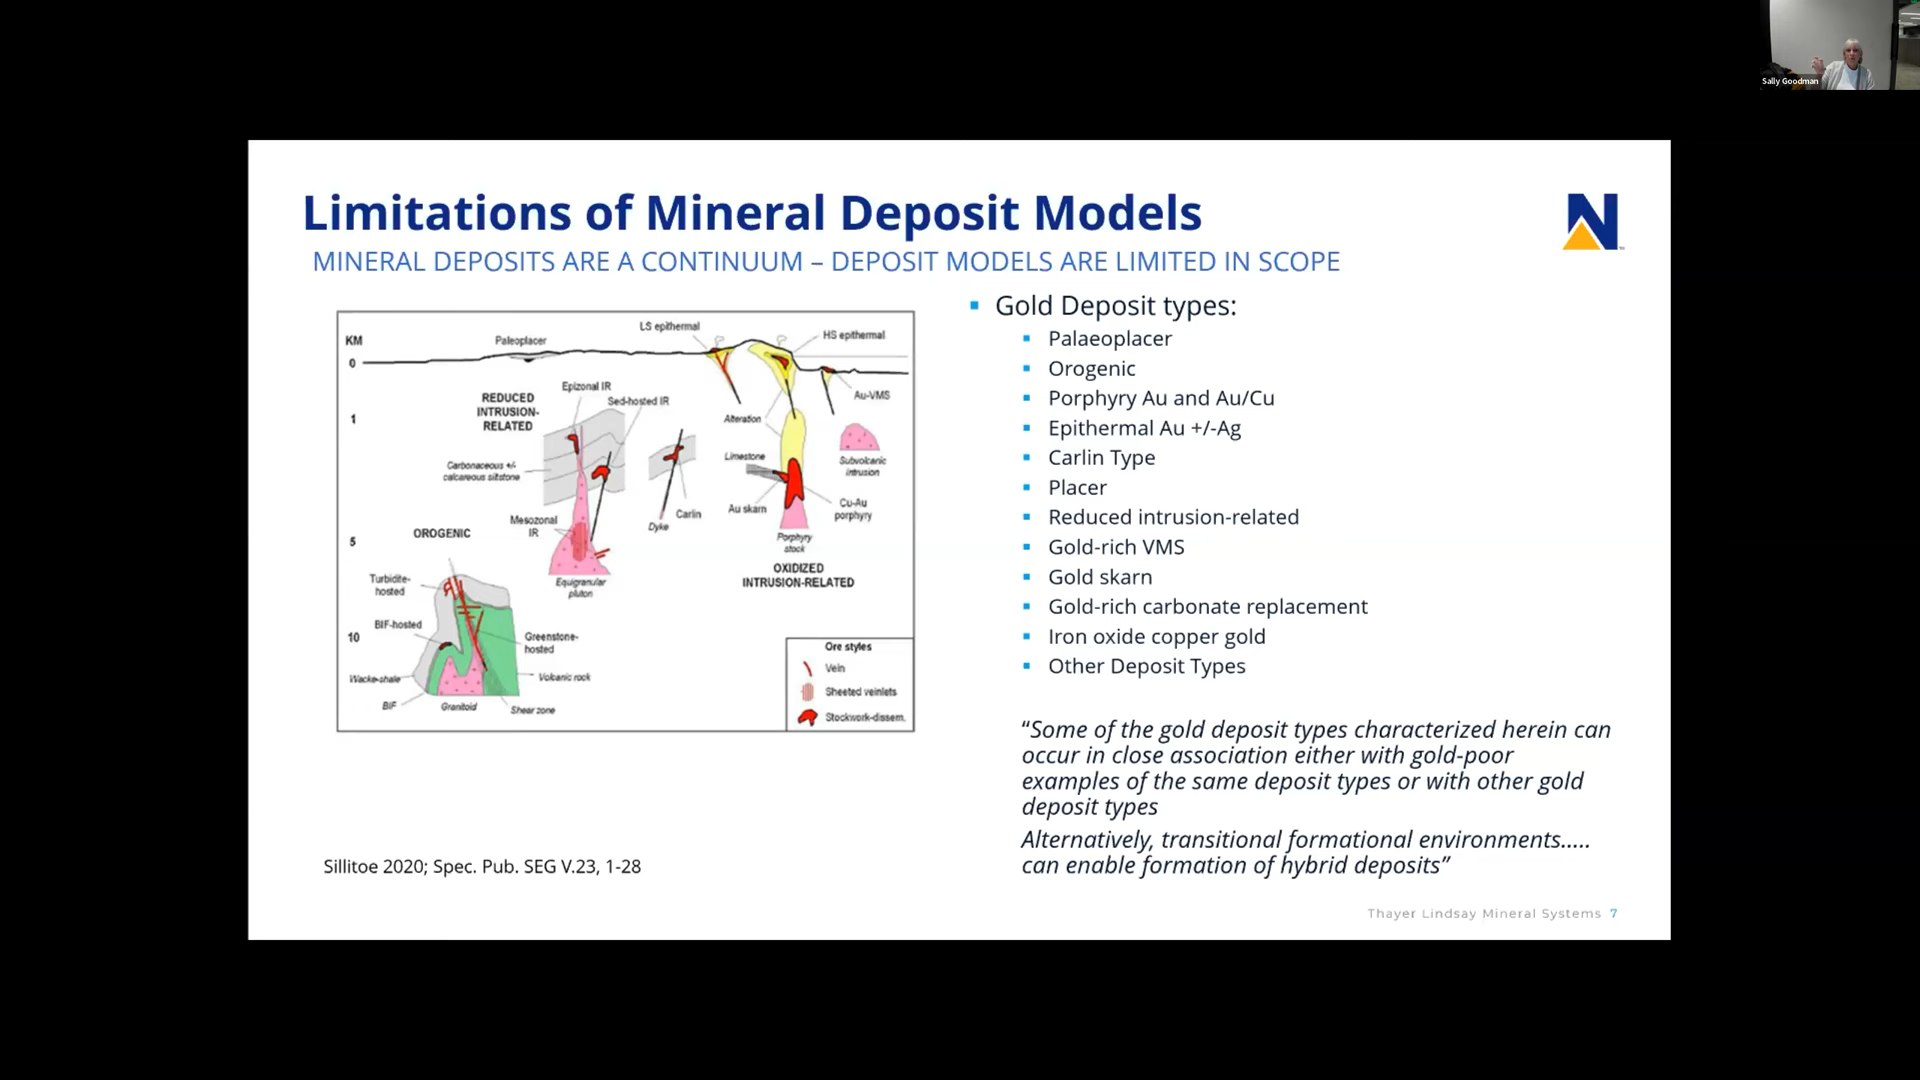 Sally Goodman
Limitations of Mineral Deposit Models
MINERAL DEPOSITS ARE A CONTINUUM – DEPOSIT MODELS ARE LIMITED IN SCOPE
KM
0
1
5
10
Paleoplacer
LS epithermal
HS epithermal
Au-VMS
Epizonal IR
Sed-hosted IR
REDUCED
INTRUSION-
RELATED
Alteration
Carbonaceous +/-
calcareous siltstone
Limestone
Subvolcanic
intrusion
Mesozonal
IR
Dyke
Carlin
Au skarn
Cu-Au
porphyry
Porphyry
stock
OROGENIC
Equigranular
pluton
OXIDIZED
INTRUSION-RELATED
Turbidite-
hosted
BIF-hosted
Greenstone-
hosted
Wacke-shale
Volcanic rock
BIF
Granitoid
Shear zone
Ore styles
Vein
Sheeted veinlets
Stockwork-dissem.
Sillitoe 2020; Spec. Pub. SEG V.23, 1-28
Gold Deposit types:
Palaeoplacer
Orogenic
Porphyry Au and Au/Cu
Epithermal Au +/-Ag
Carlin Type
Placer
Reduced intrusion-related
Gold-rich VMS
Gold skarn
Gold-rich carbonate replacement
Iron oxide copper gold
Other Deposit Types
“Some of the gold deposit types characterized herein can
occur in close association either with gold-poor
examples of the same deposit types or with other gold
deposit types
Alternatively, transitional formational environments.....
can enable formation of hybrid deposits”
Thayer Lindsay Mineral Systems 7